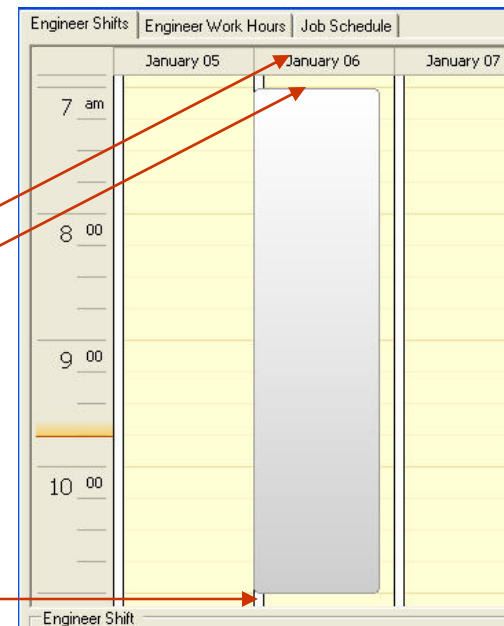 Engineer Shifts Engineer Work Hours Job Schedule
January 05 January 06 January 07
7 am
8 00
9 00
10 00
Engineer Shift